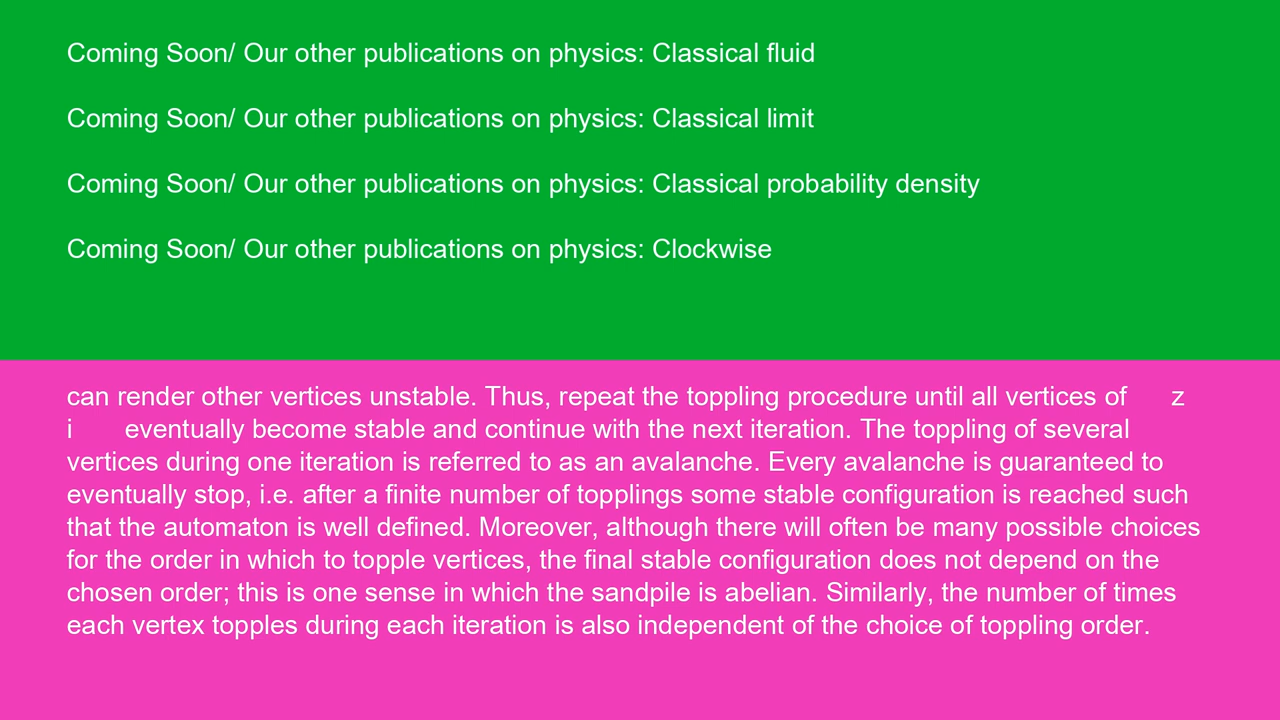 Coming Soon/ Our other publications on physics: Classical fluid
Coming Soon/ Our other publications on physics: Classical limit
Coming Soon/ Our other publications on physics: Classical probability density
Coming Soon/ Our other publications on physics: Clockwise
can render other vertices unstable. Thus, repeat the toppling procedure until all vertices of z
i eventually become stable and continue with the next iteration. The toppling of several
vertices during one iteration is referred to as an avalanche. Every avalanche is guaranteed to
eventually stop, i.e. after a finite number of topplings some stable configuration is reached such
that the automaton is well defined. Moreover, although there will often be many possible choices
for the order in which to topple vertices, the final stable configuration does not depend on the
chosen order; this is one sense in which the sandpile is abelian. Similarly, the number of times
each vertex topples during each iteration is also independent of the choice of toppling order.